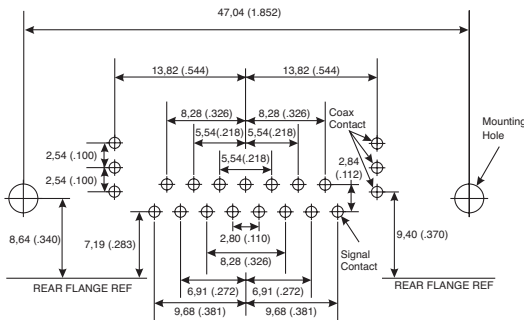 47,04 (1.852)
13,82 (.544)
13,82 (.544)
8,28 (.326)
8,28 (.326)
Coax
Contact
Mounting
Hole
5,54(.218)
5,54(.218)
2,54 (.100)
5,54(.218)
2,84
(.112)
2,54 (.100)
8,64 (.340)
7,19 (.283)
2,80 (.110)
9,40 (.370)
Signal
Contact
8,28 (.326)
REAR FLANGE REF
REAR FLANGE REF
6,91 (.272)
6,91 (.272)
9,68 (.381)
9,68 (.381)